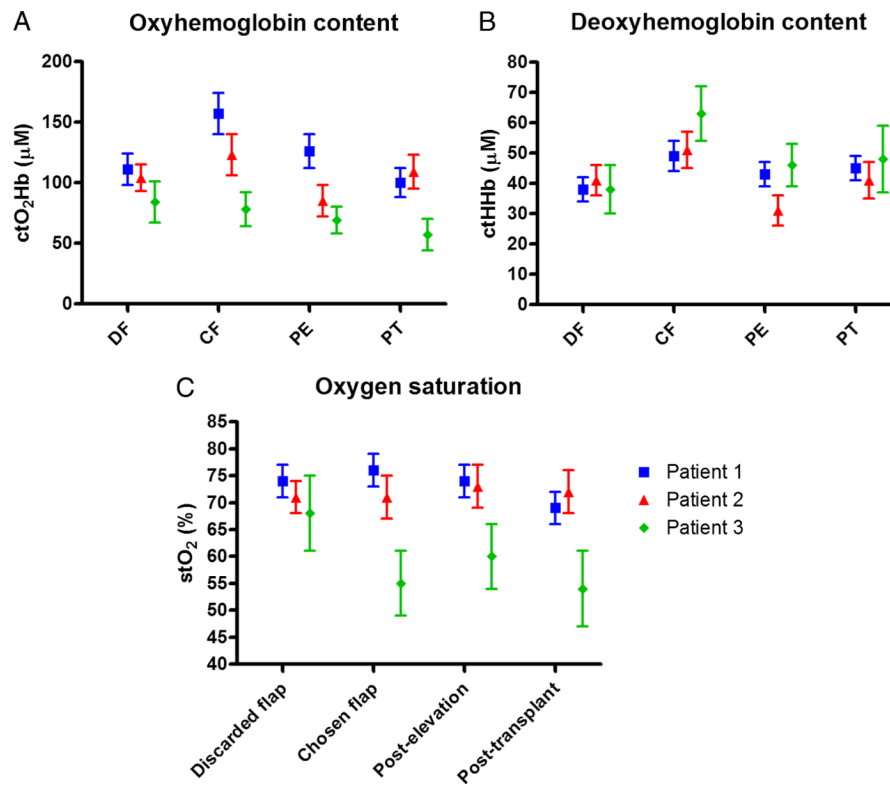 A
Oxyhemoglobin content
ctO₂Hb (μM)
200
150
100
50
0
DF
CF
PE
PT
B
Deoxyhemoglobin content
ctHHb (μM)
80
70
60
50
40
30
20
10
0
DF
CF
PE
PT
C
Oxygen saturation
stO₂ (%)
85
80
75
70
65
60
55
50
45
40
Discarded flap
Chosen flap
Post-elevation
Post-transplant
Patient 1
Patient 2
Patient 3